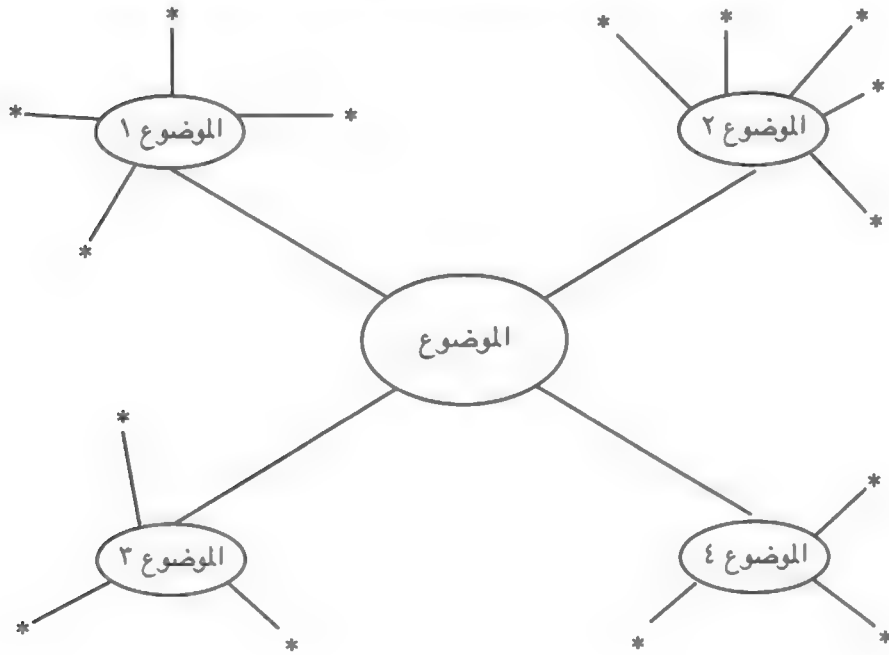 * * * * *
* * * *
الموضوع ٢
الموضوع ١
* *
الموضوع
* *
الموضوع ٤
الموضوع ٣
* * * *